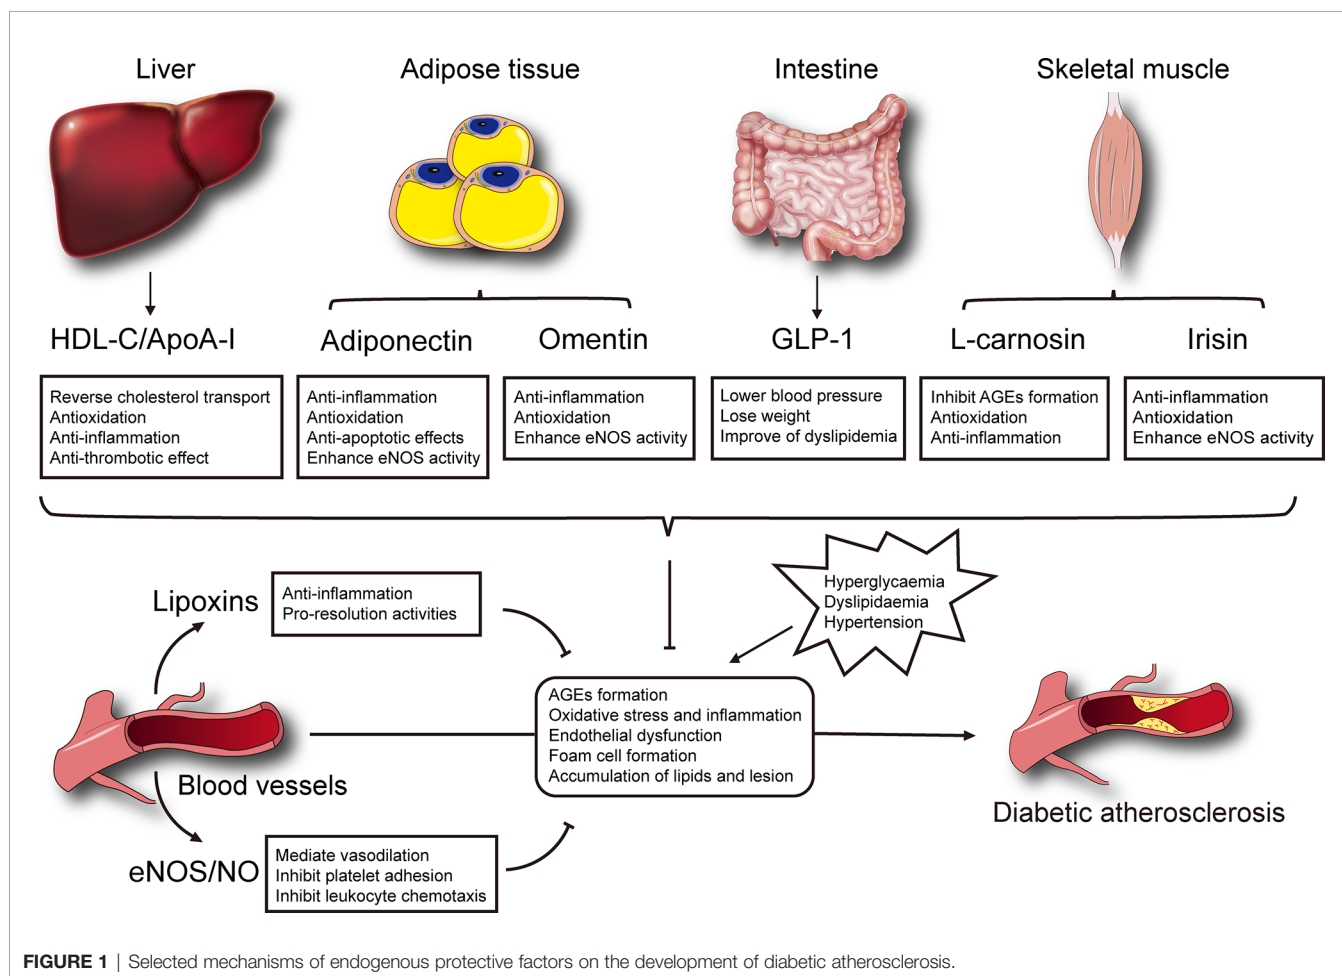 Liver
Adipose tissue
Intestine
Skeletal muscle
HDL-C/ApoA-I
Adiponectin
Omentin
GLP-1
L-carnosin
Irisin
Reverse cholesterol transport
Antioxidation
Anti-inflammation
Anti-thrombotic effect
Anti-inflammation
Antioxidation
Anti-apoptotic effects
Enhance eNOS activity
Anti-inflammation
Antioxidation
Enhance eNOS activity
Lower blood pressure
Lose weight
Improve of dyslipidemia
Inhibit AGEs formation
Antioxidation
Anti-inflammation
Anti-inflammation
Antioxidation
Enhance eNOS activity
Lipoxins
Anti-inflammation
Pro-resolution activities
Hyperglycaemia
Dyslipidaemia
Hypertension
Blood vessels
AGEs formation
Oxidative stress and inflammation
Endothelial dysfunction
Foam cell formation
Accumulation of lipids and lesion
Diabetic atherosclerosis
eNOS/NO
Mediate vasodilation
Inhibit platelet adhesion
Inhibit leukocyte chemotaxis
FIGURE 1 | Selected mechanisms of endogenous protective factors on the development of diabetic atherosclerosis.